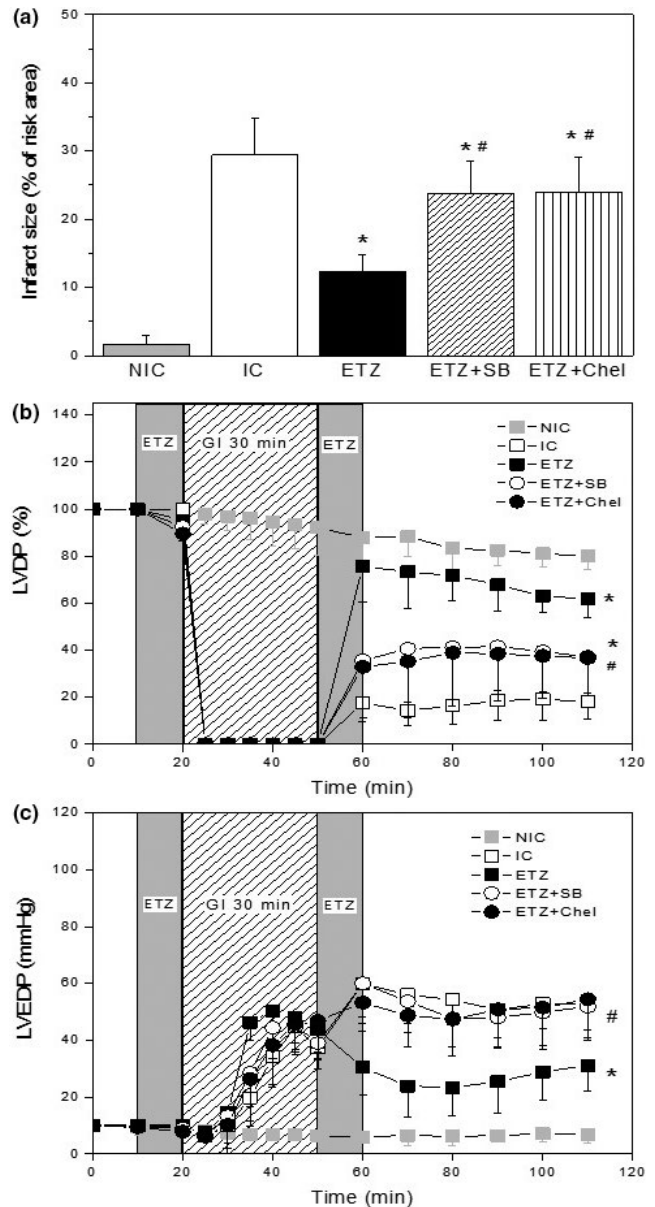 (a)
50
40
30
20
10
0
Infarct size (% of risk area)
*
* #
* #
NIC IC ETZ ETZ+SB ETZ+Chel
(b)
140
120
100
80
60
40
20
0
LVDP (%)
ETZ GI 30 min ETZ
NIC
IC
ETZ
ETZ+SB
ETZ+Chel
*
*
#
0 20 40 60 80 100 120
Time (min)
(c)
120
100
80
60
40
20
0
LVEDP (mmHg)
NIC
IC
ETZ
ETZ+SB
ETZ+Chel
ETZ GI 30 min ETZ
#
*
0 20 40 60 80 100 120
Time (min)